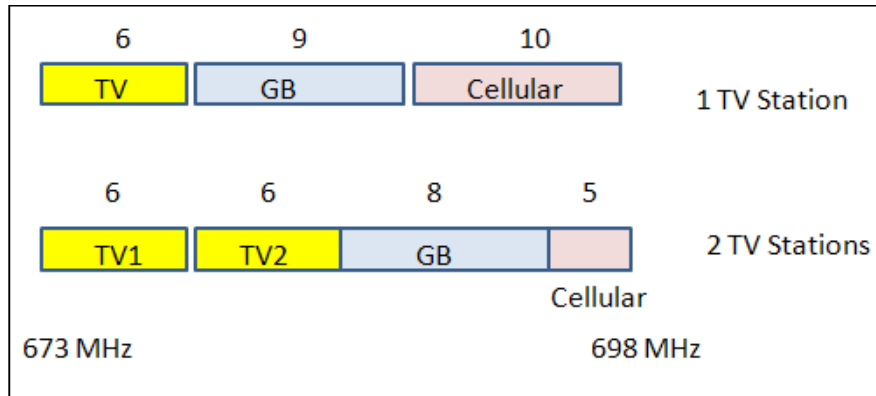 6 9 10
TV GB Cellular
1 TV Station
6 6 8 5
TV1 TV2 GB
2 TV Stations
Cellular
673 MHz 698 MHz